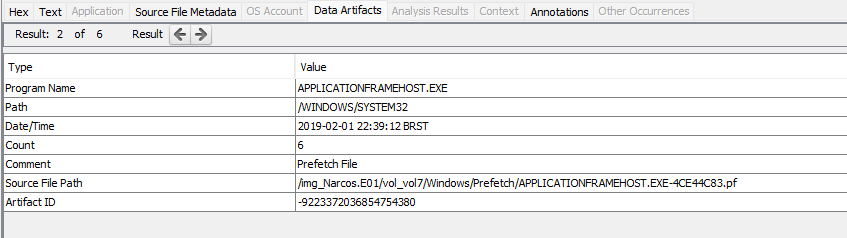 Hex Text Application Source File Metadata OS Account Data Artifacts Analysis Results Context Annotations Other Occurrences
Result: 2 of 6 Result
Type Value
Program Name APPLICATIONFRAMEHOST.EXE
Path /WINDOWS/SYSTEM32
Date/Time 2019-02-01 22:39:12 BRST
Count 6
Comment Prefetch File
Source File Path /img_Narcos.E01/vol_vol7/Windows/Prefetch/APPLICATIONFRAMEHOST.EXE-4CE44C83.pf
Artifact ID -9223372036854754380